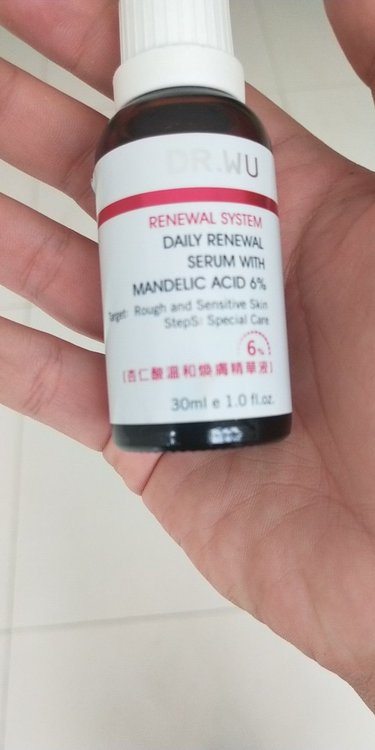 DR.WU
RENEWAL SYSTEM
DAILY RENEWAL
SERUM WITH
MANDELIC ACID 6%
Target: Rough and Sensitive Skin
Step5: Special Care
6%
(杏仁酸溫和煥膚精華液)
30ml e 1.0 fl.oz.